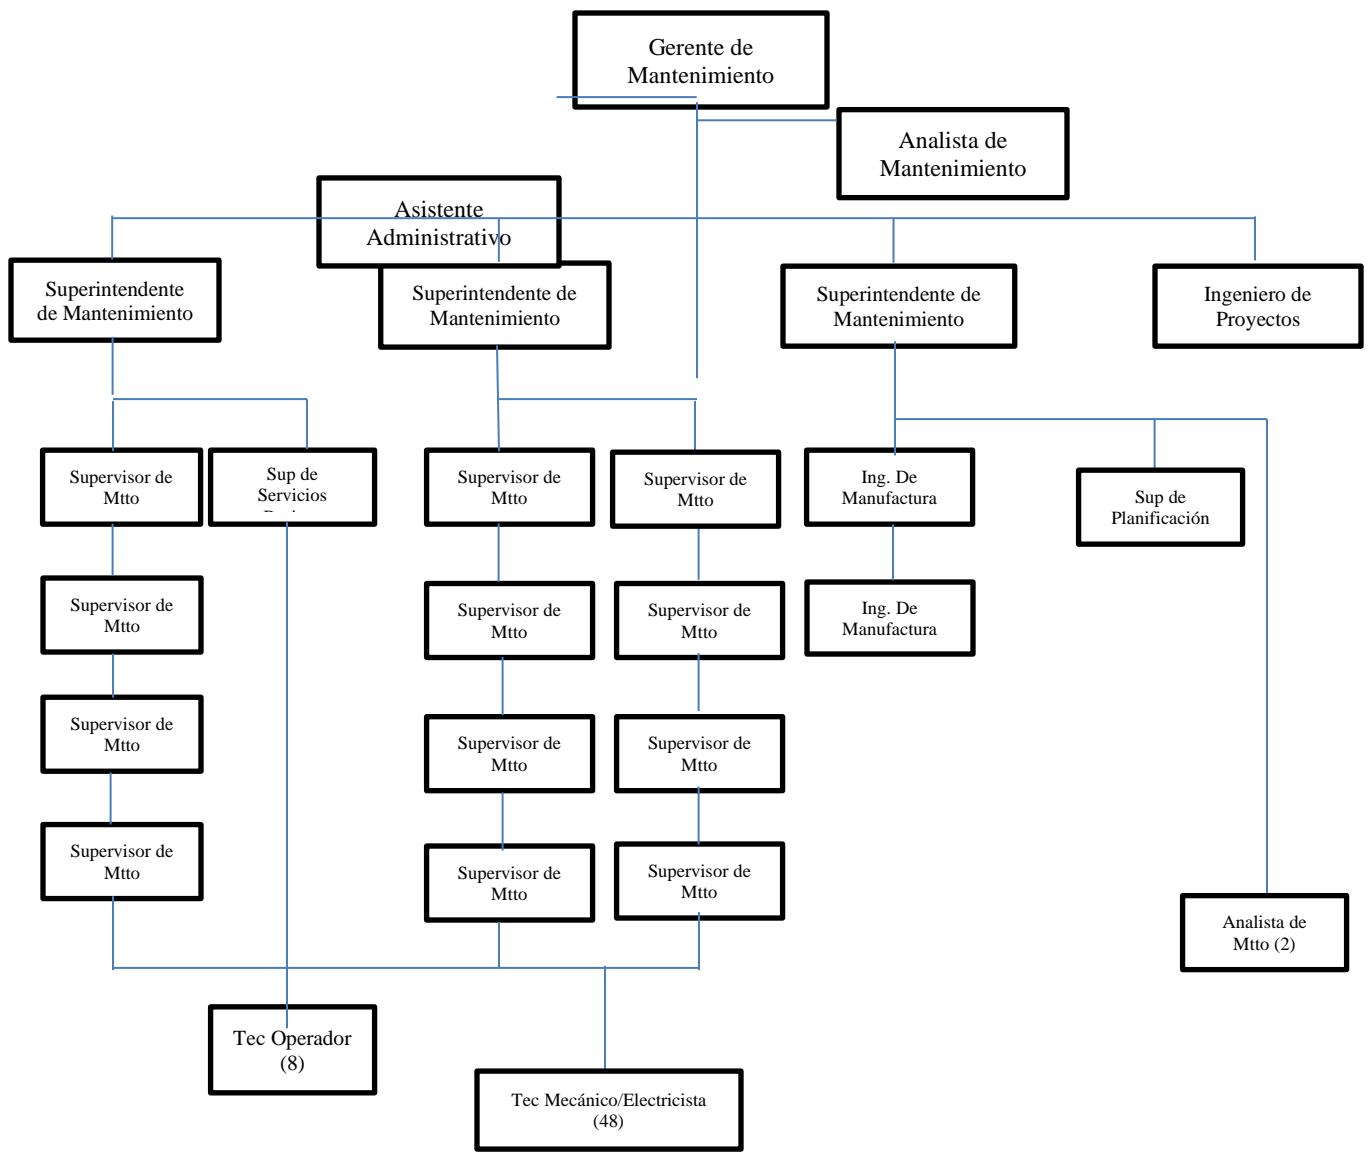 Gerente de
Mantenimiento
Analista de
Mantenimiento
Asistente
Administrativo
Superintendente
de Mantenimiento
Superintendente de
Mantenimiento
Superintendente de
Mantenimiento
Ingeniero de
Proyectos
Supervisor de
Mtto
Sup de
Servicios
Supervisor de
Mtto
Supervisor de
Mtto
Ing. De
Manufactura
Sup de
Planificación
Supervisor de
Mtto
Supervisor de
Mtto
Supervisor de
Mtto
Ing. De
Manufactura
Supervisor de
Mtto
Supervisor de
Mtto
Supervisor de
Mtto
Supervisor de
Mtto
Supervisor de
Mtto
Supervisor de
Mtto
Analista de
Mtto (2)
Tec Operador
(8)
Tec Mecánico/Electricista
(48)